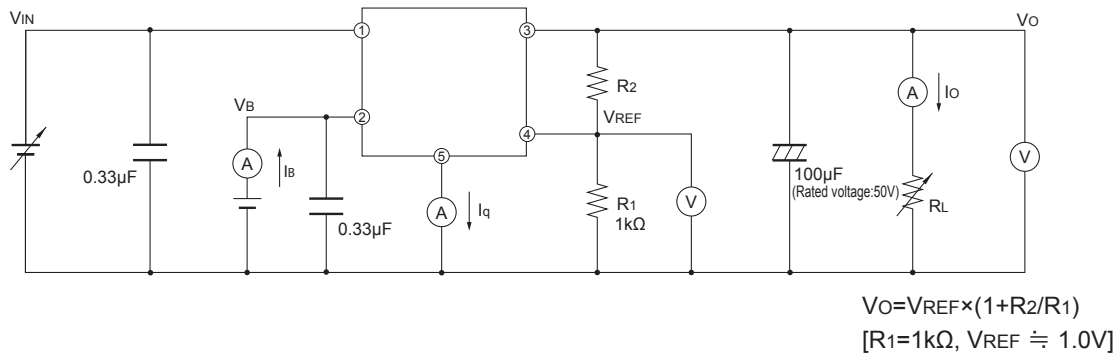 VIN
1
3
VO
R2
A
IO
VB
2
VREF
4
5
A
IB
0.33μF
100μF
(Rated voltage:50V)
V
A
Iq
R1
1kΩ
V
RL
0.33μF
VO=VREF×(1+R2/R1)
[R1=1kΩ, VREF ≒ 1.0V]